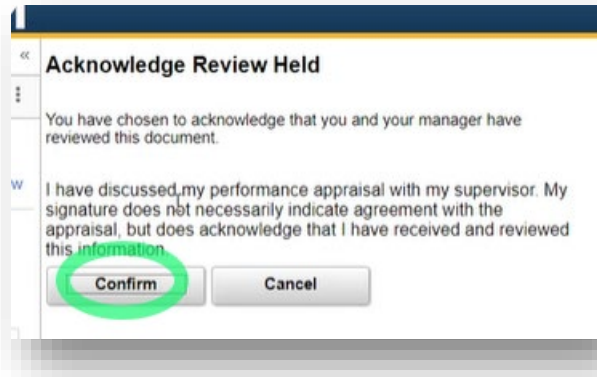 Acknowledge Review Held
You have chosen to acknowledge that you and your manager have
reviewed this document.
w
I have discussed my performance appraisal with my supervisor. My
signature does not necessarily indicate agreement with the
appraisal, but does acknowledge that I have received and reviewed
this information.
Confirm Cancel